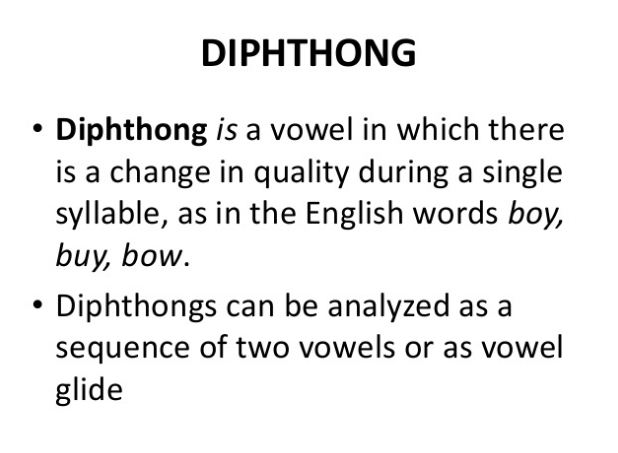 DIPHTHONG
• Diphthong is a vowel in which there
is a change in quality during a single
syllable, as in the English words boy,
buy, bow.
• Diphthongs can be analyzed as a
sequence of two vowels or as vowel
glide